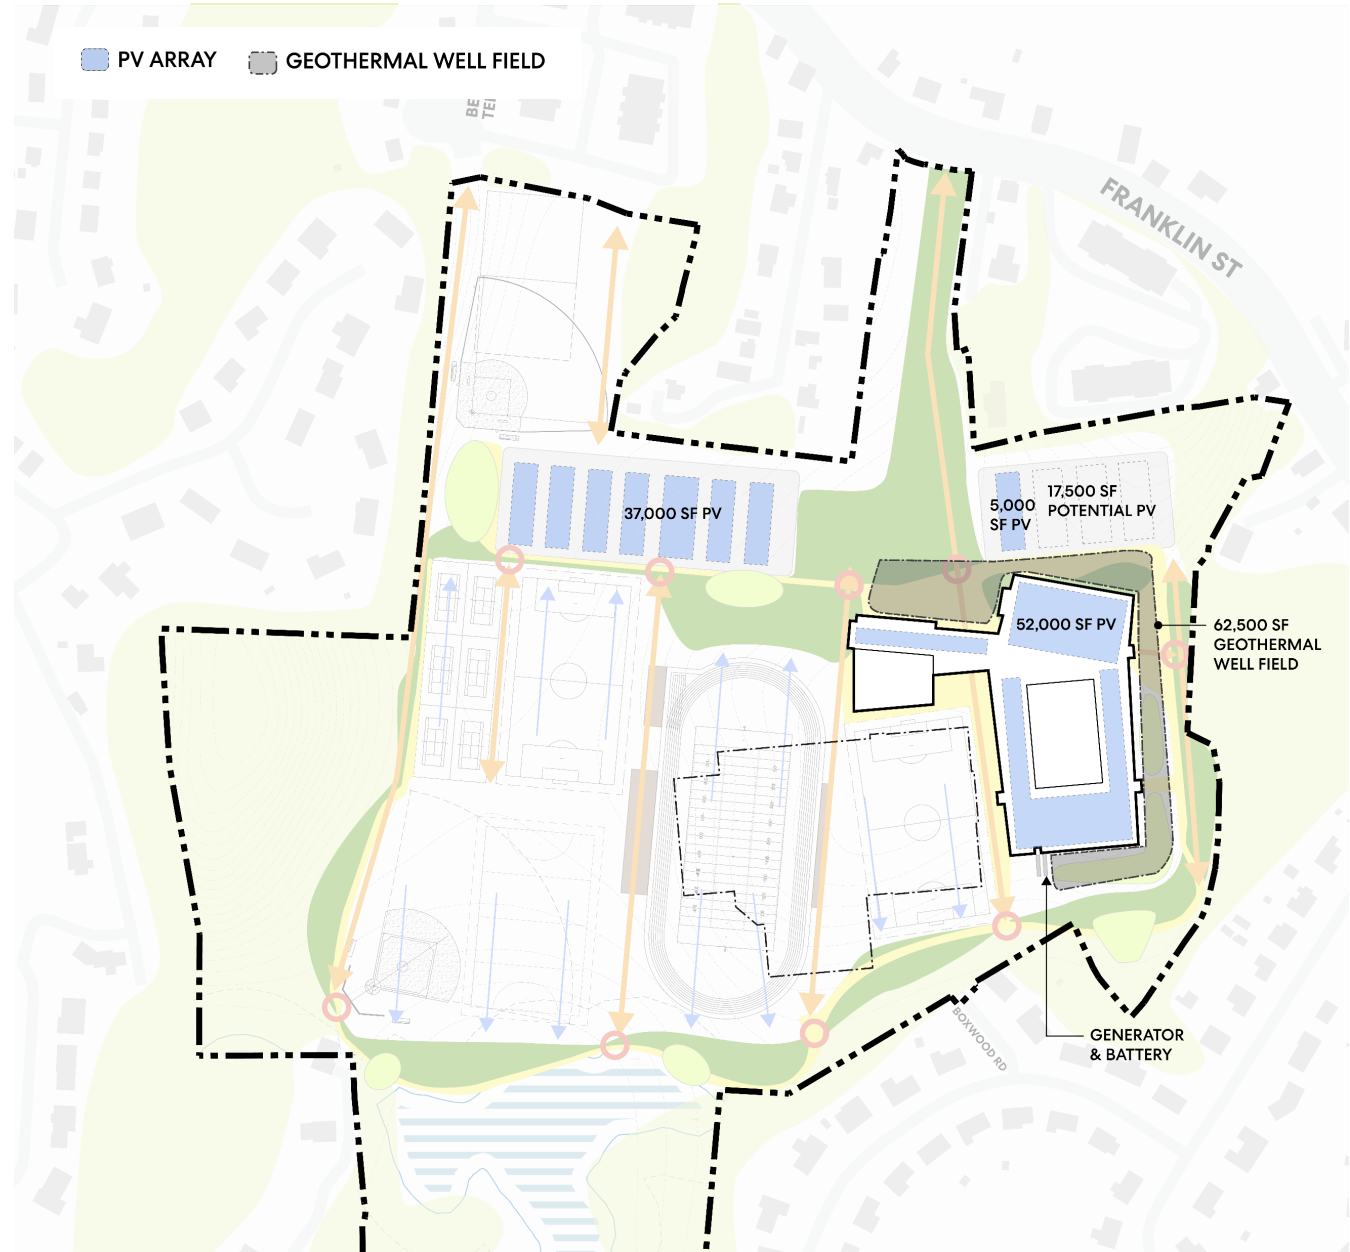 PV ARRAY
GEOTHERMAL WELL FIELD
FRANKLIN ST
17,500 SF
POTENTIAL PV
5,000
SF PV
37,000 SF PV
52,000 SF PV
62,500 SF
GEOTHERMAL
WELL FIELD
BOXWOOD RD
GENERATOR
& BATTERY